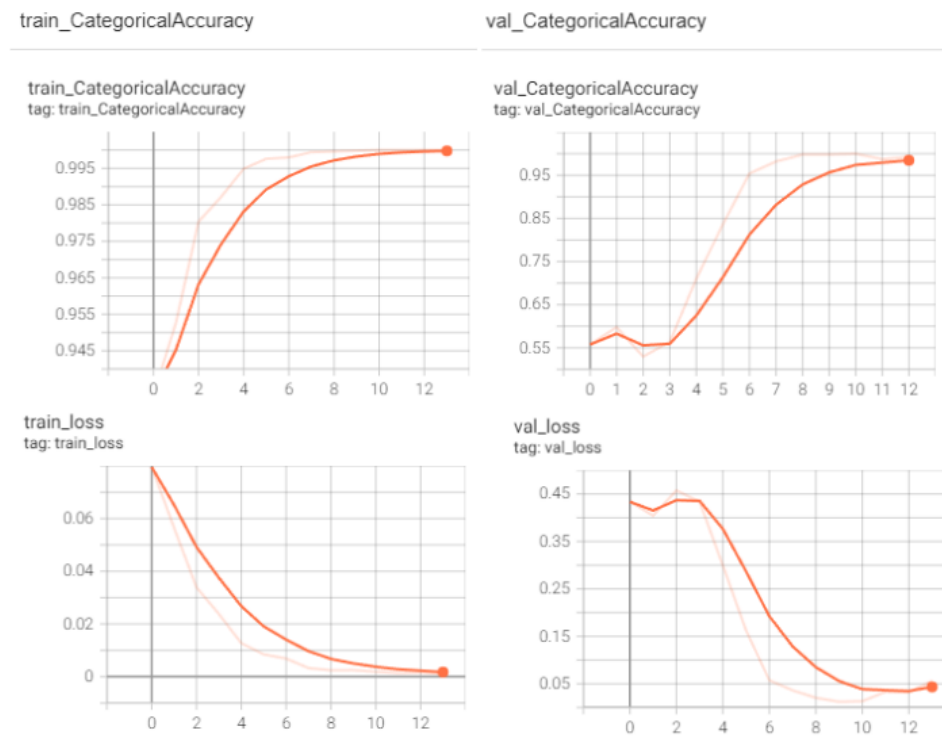 train_CategoricalAccuracy
val_CategoricalAccuracy
train_CategoricalAccuracy
tag: train_CategoricalAccuracy
0.995
0.985
0.975
0.965
0.955
0.945
0 2 4 6 8 10 12
val_CategoricalAccuracy
tag: val_CategoricalAccuracy
0.95
0.85
0.75
0.65
0.55
0 1 2 3 4 5 6 7 8 9 10 11 12
train_loss
tag: train_loss
0.06
0.04
0.02
0
0 2 4 6 8 10 12
val_loss
tag: val_loss
0.45
0.35
0.25
0.15
0.05
0 2 4 6 8 10 12